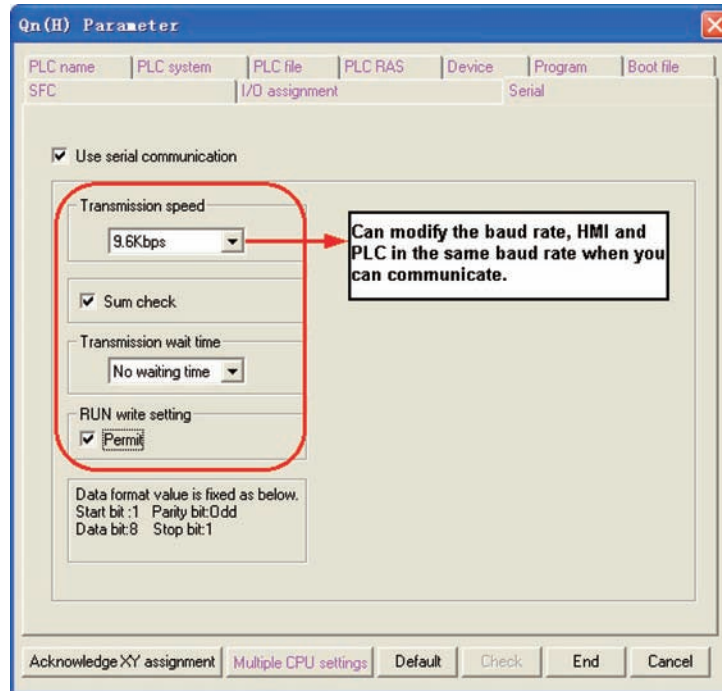 Qn(H) Parameter
PLC name PLC system PLC file PLC RAS Device Program Boot file
SFC I/O assignment Serial
Use serial communication
Transmission speed
9.6Kbps
Can modify the baud rate, HMI and
PLC in the same baud rate when you
can communicate.
Sum check
Transmission wait time
No waiting time
RUN write setting
Permit
Data format value is fixed as below.
Start bit :1 Parity bit:Odd
Data bit:8 Stop bit:1
Acknowledge XY assignment Multiple CPU settings Default Check End Cancel